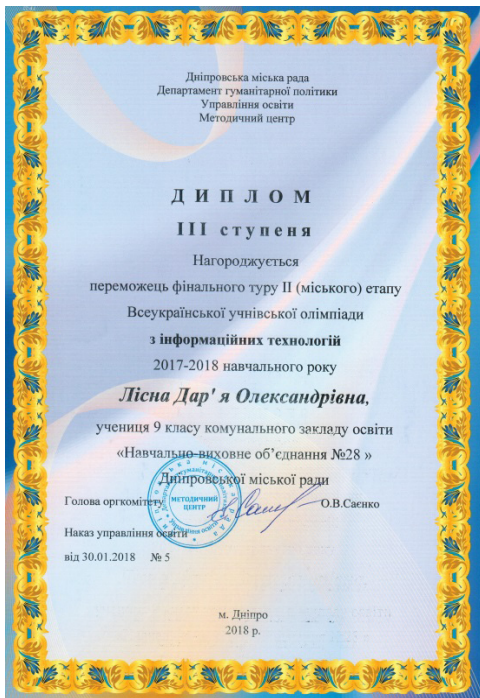 Дніпровська міська рада
Департамент гуманітарної політики
Управління освіти
Методичний центр
ДИПЛОМ
III ступеня
Нагороджується
переможець фінального туру II (міського) етапу
Всеукраїнської учнівської олімпіади
з інформаційних технологій
2017-2018 навчального року
Лісна Дар' я Олександрівна,
учениця 9 класу комунального закладу освіти
«Навчально-виховне об’єднання №28 »
Дніпровської міської ради
Голова оргкомітету
О.В.Саєнко
МЕТОДИЧНИЙ
ЦЕНТР
Наказ управління освіти
від 30.01.2018 № 5
м. Дніпро
2018 р.